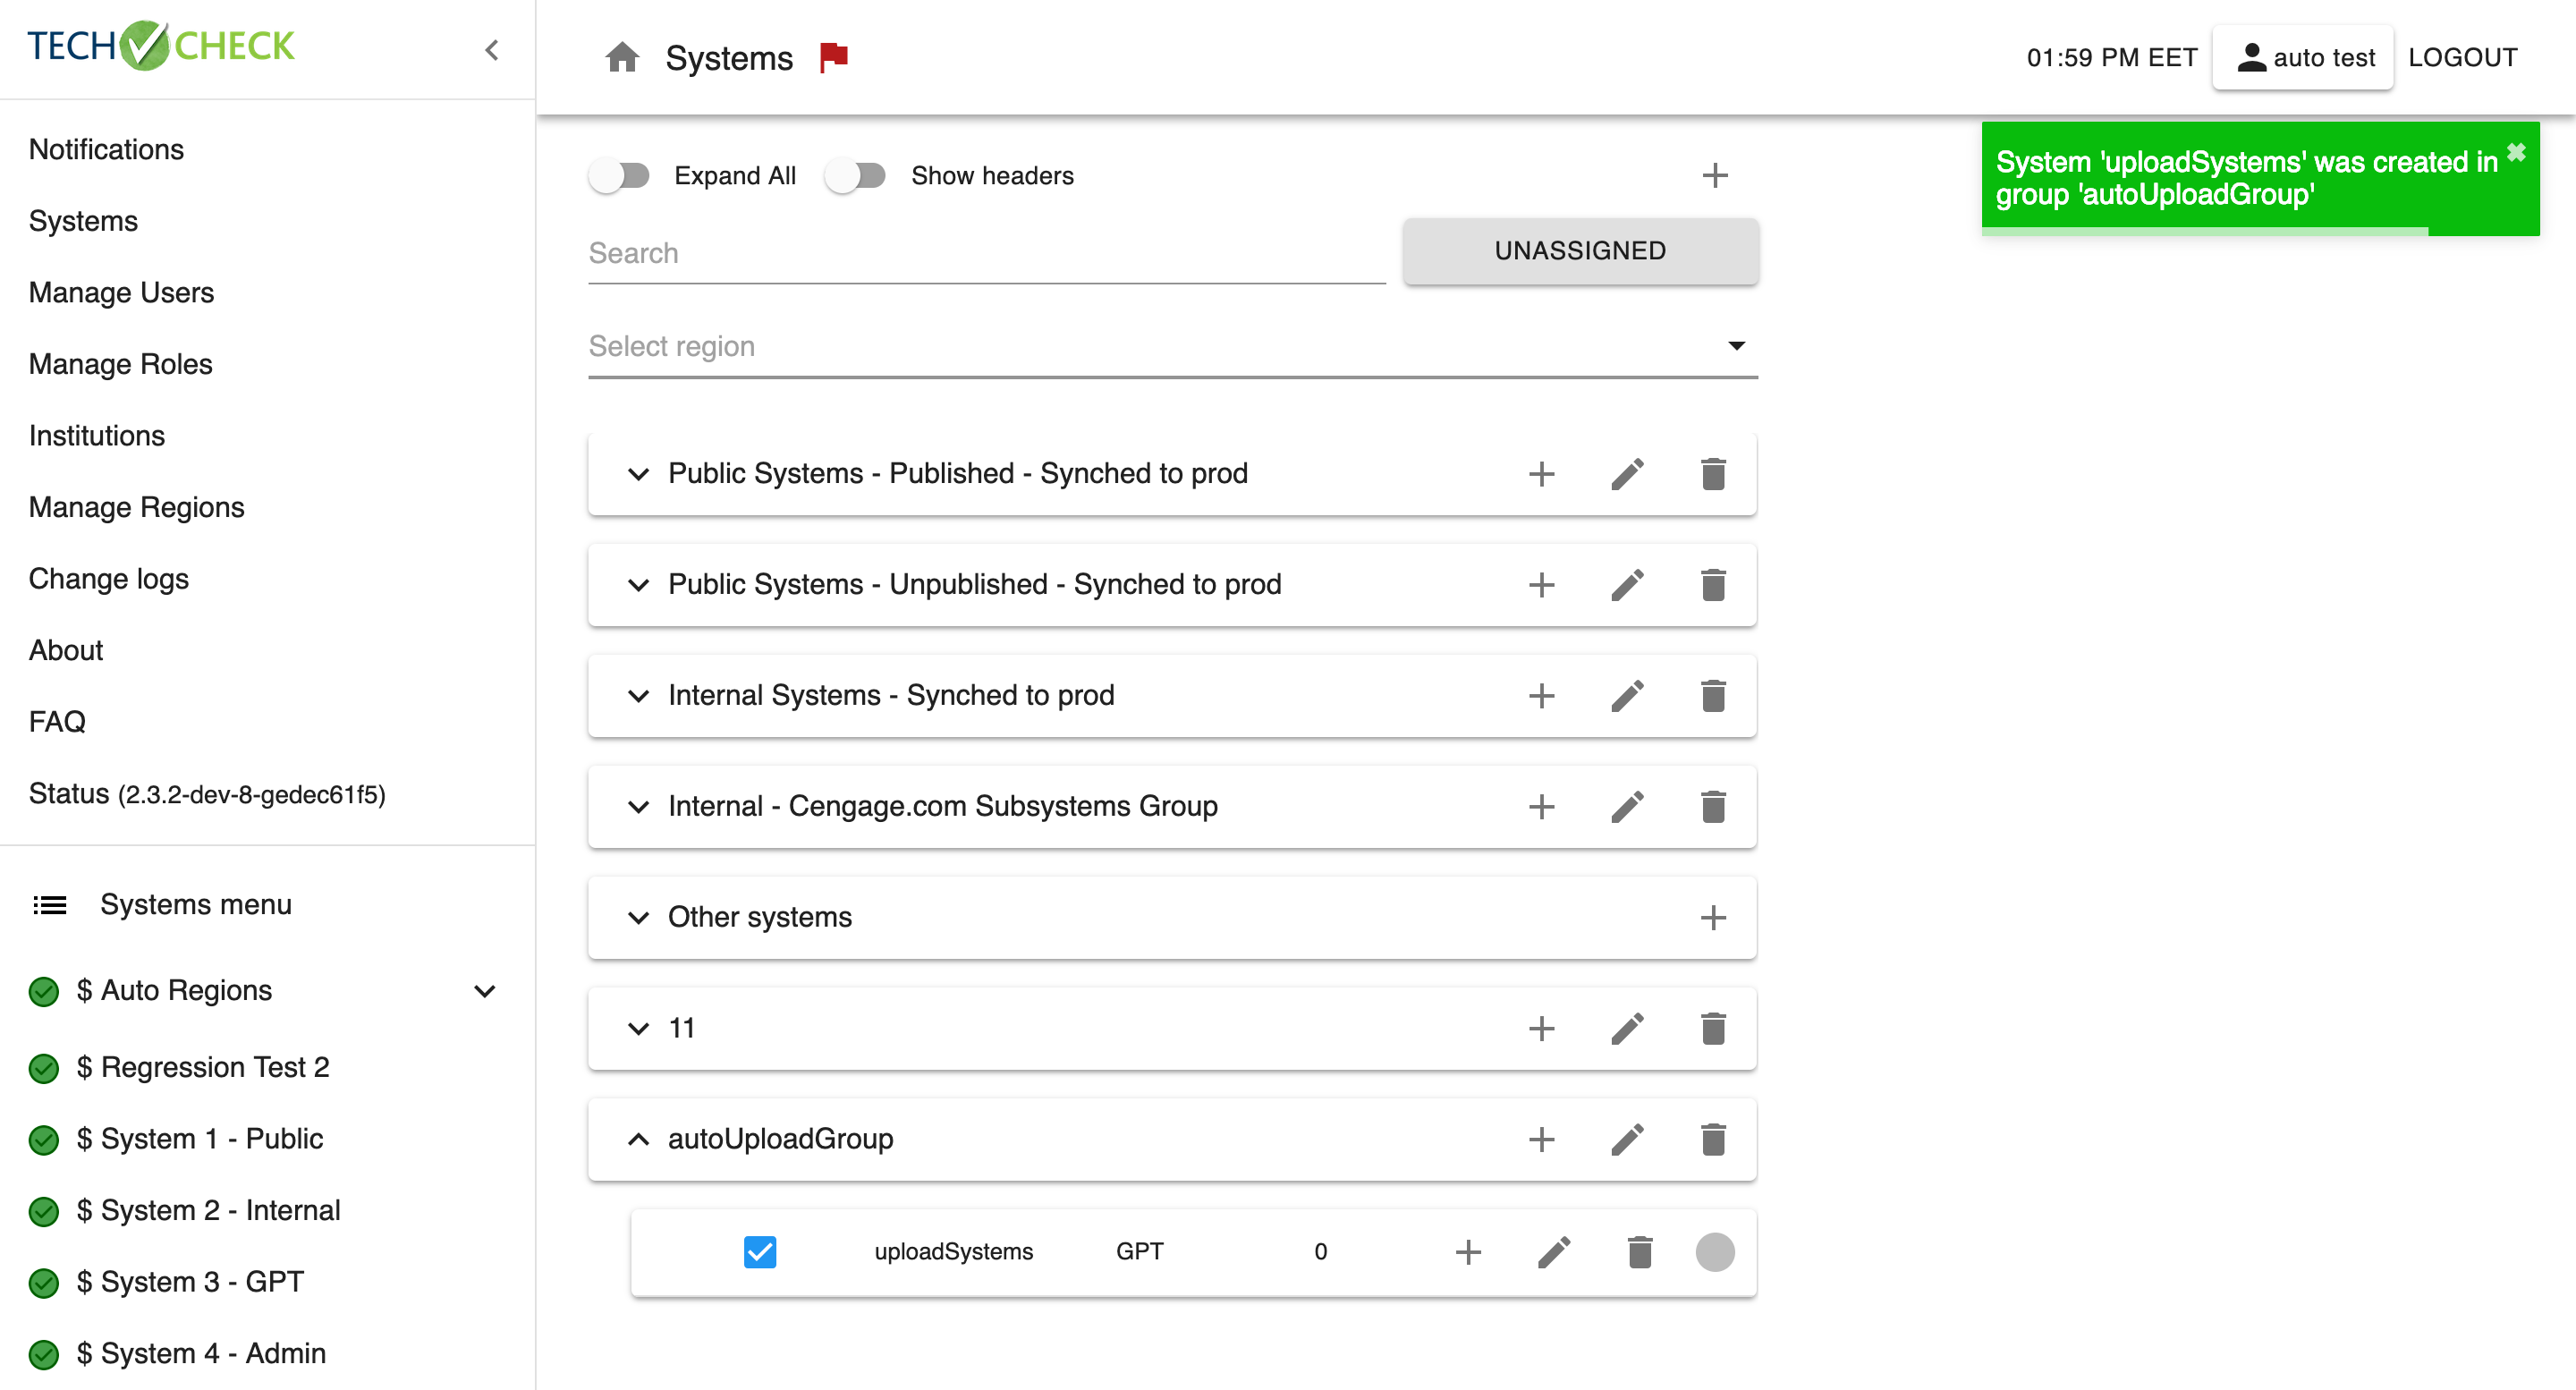 TECH CHECK
Notifications
Systems
Manage Users
Manage Roles
Institutions
Manage Regions
Change logs
About
FAQ
Status (2.3.2-dev-8-gedec61f5)
Systems menu
$ Auto Regions
$ Regression Test 2
$ System 1 - Public
$ System 2 - Internal
$ System 3 - GPT
$ System 4 - Admin
Systems
01:59 PM EET
auto test
LOGOUT
System 'uploadSystems' was created in
group 'autoUploadGroup'
Expand All
Show headers
Search
UNASSIGNED
Select region
Public Systems - Published - Synched to prod
Public Systems - Unpublished - Synched to prod
Internal Systems - Synched to prod
Internal - Cengage.com Subsystems Group
Other systems
11
autoUploadGroup
uploadSystems GPT 0